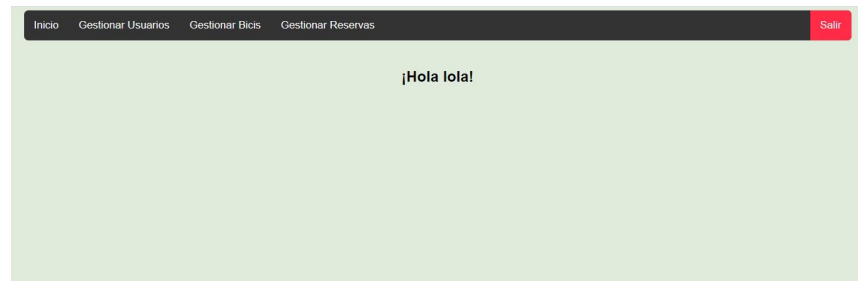 Inicio Gestionar Usuarios Gestionar Bicis Gestionar Reservas Salir
¡Hola lola!